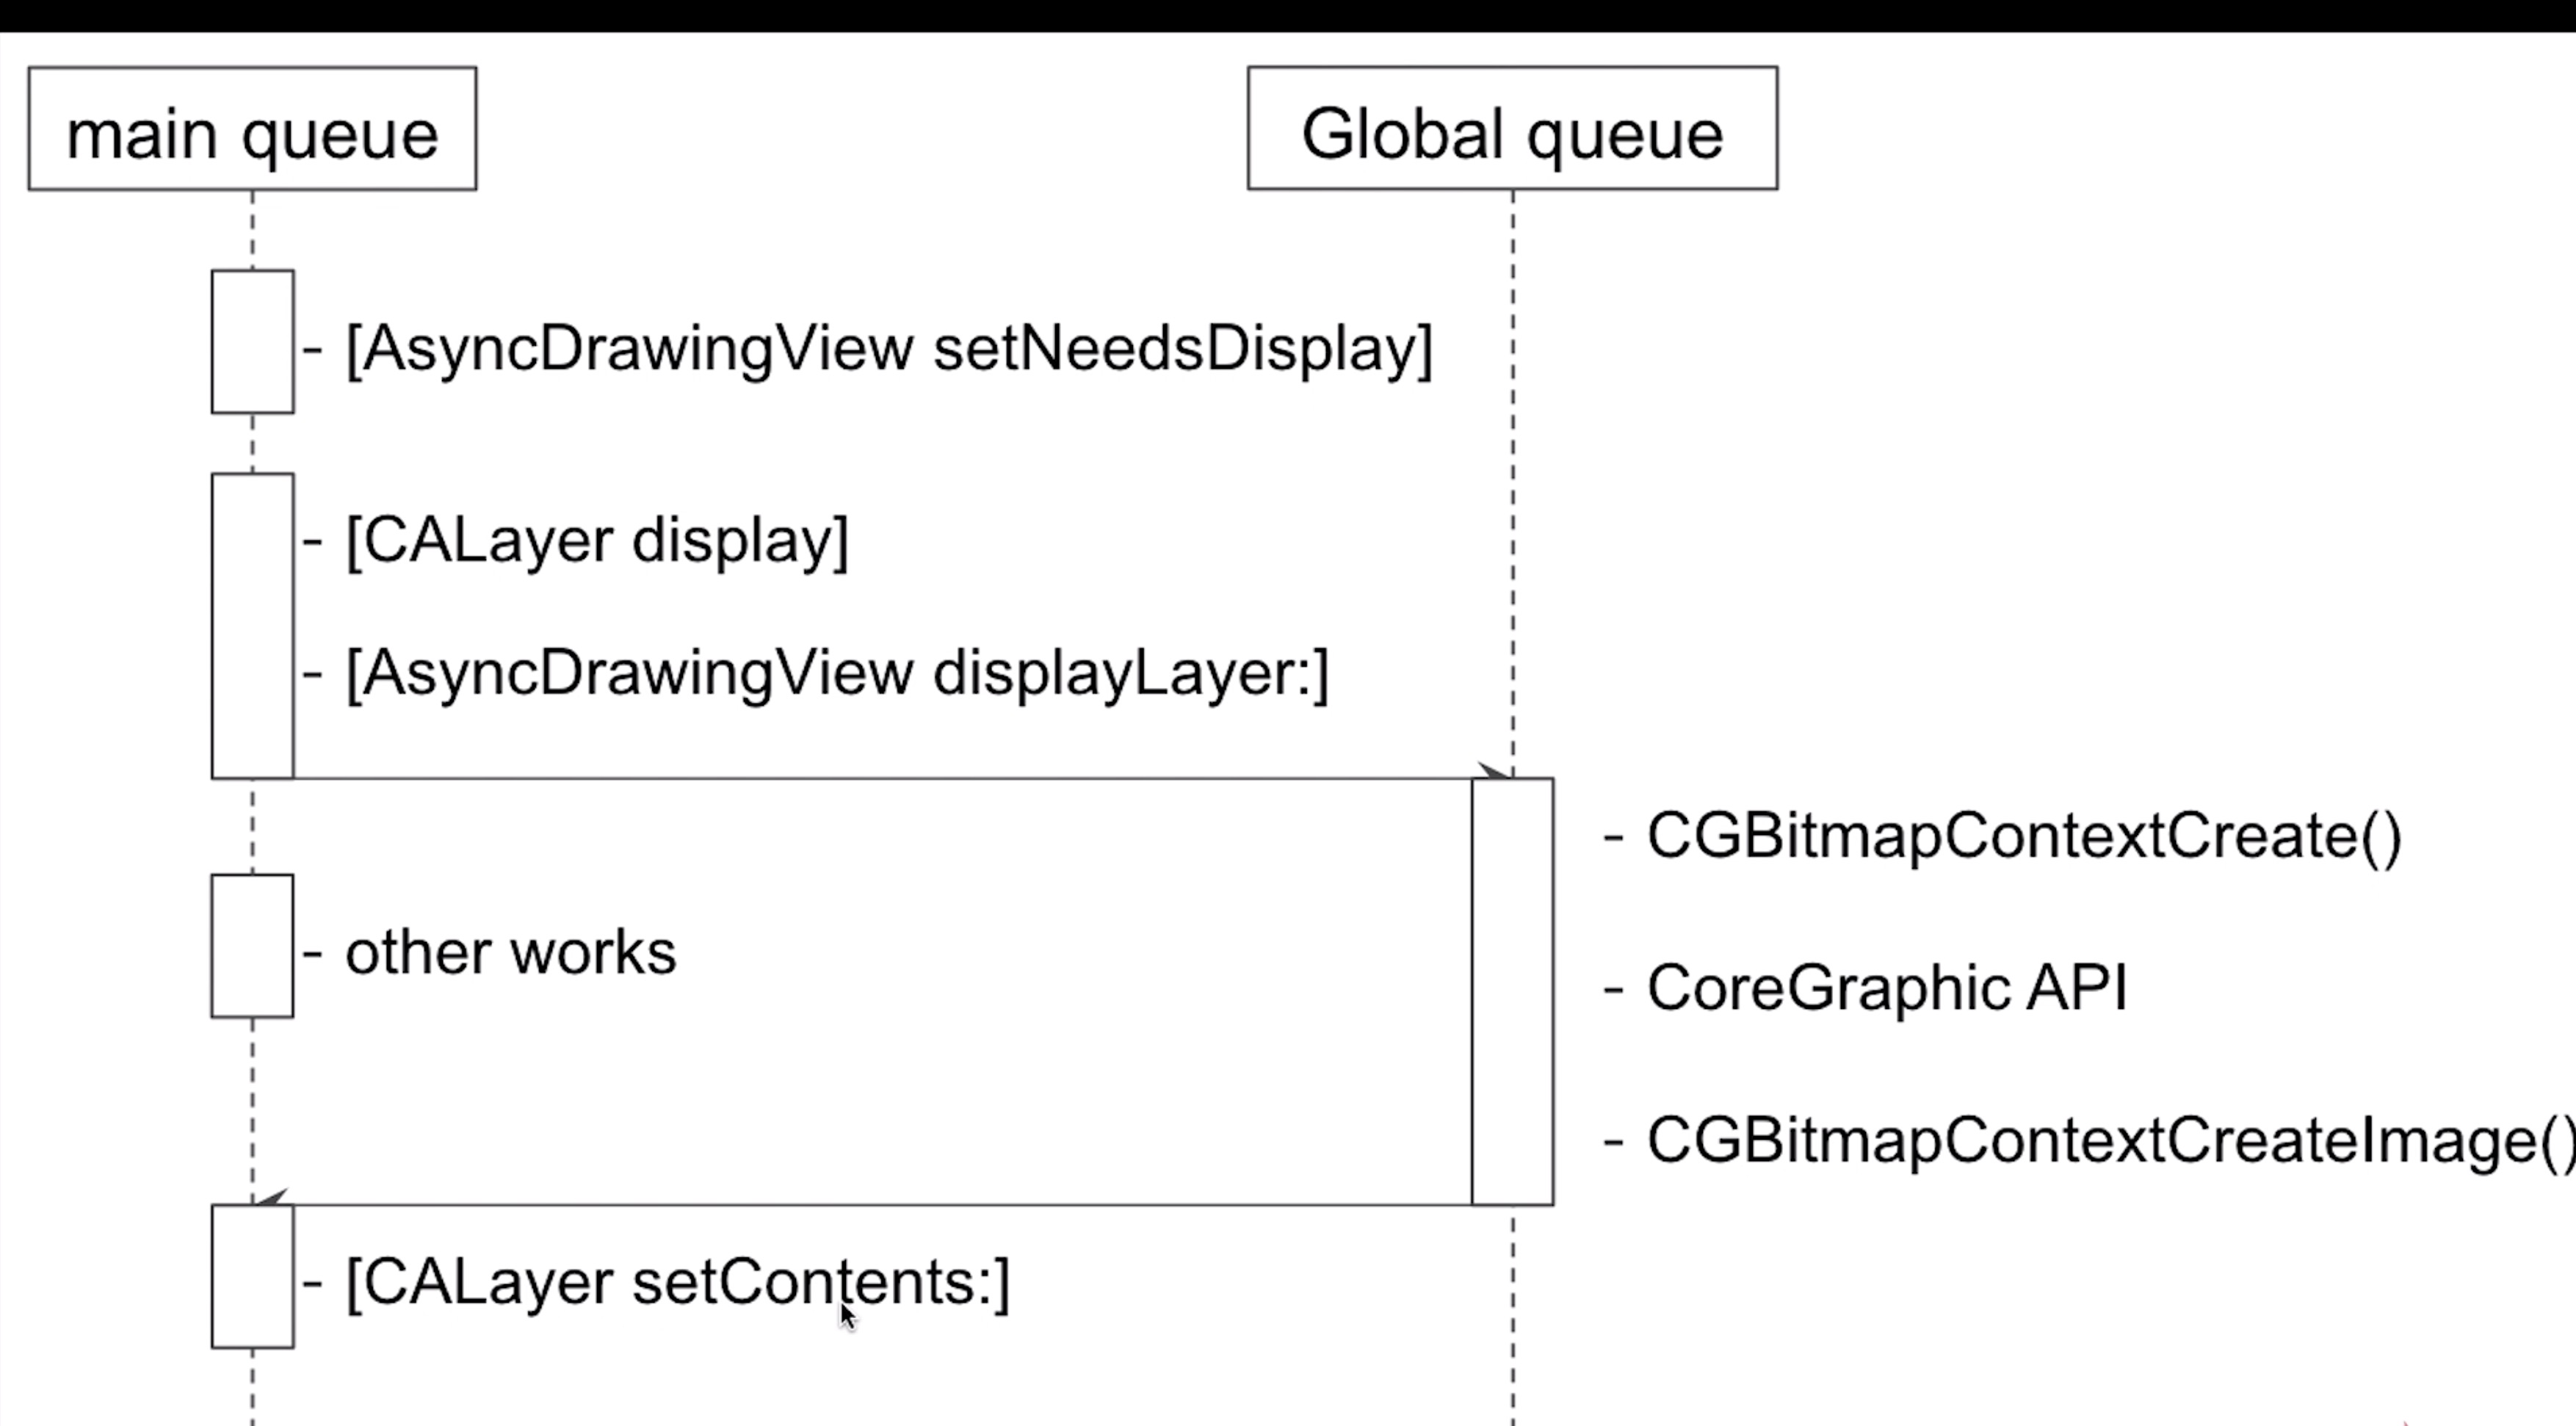 main queue
Global queue
- [AsyncDrawingView setNeedsDisplay]
- [CALayer display]
- [AsyncDrawingView displayLayer:]
- CGBitmapContextCreate()
- other works
- CoreGraphic API
- CGBitmapContextCreateImage()
- [CALayer setContents:]